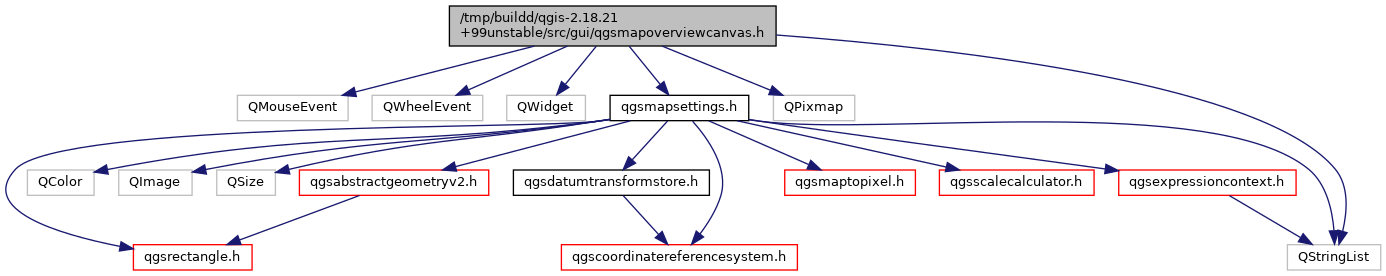 /tmp/buildd/qgis-2.18.21
+99unstable/src/gui/qgsmapoverviewcanvas.h
QMouseEvent
QWheelEvent
QWidget
qgsmapsettings.h
QPixmap
QColor
QImage
QSize
qgsabstractgeometryv2.h
qgsdatumtransformstore.h
qgsmaptopixel.h
qgsscalecalculator.h
qgsexpressioncontext.h
qgsrectangle.h
qgscoordinatereferencesystem.h
QStringList